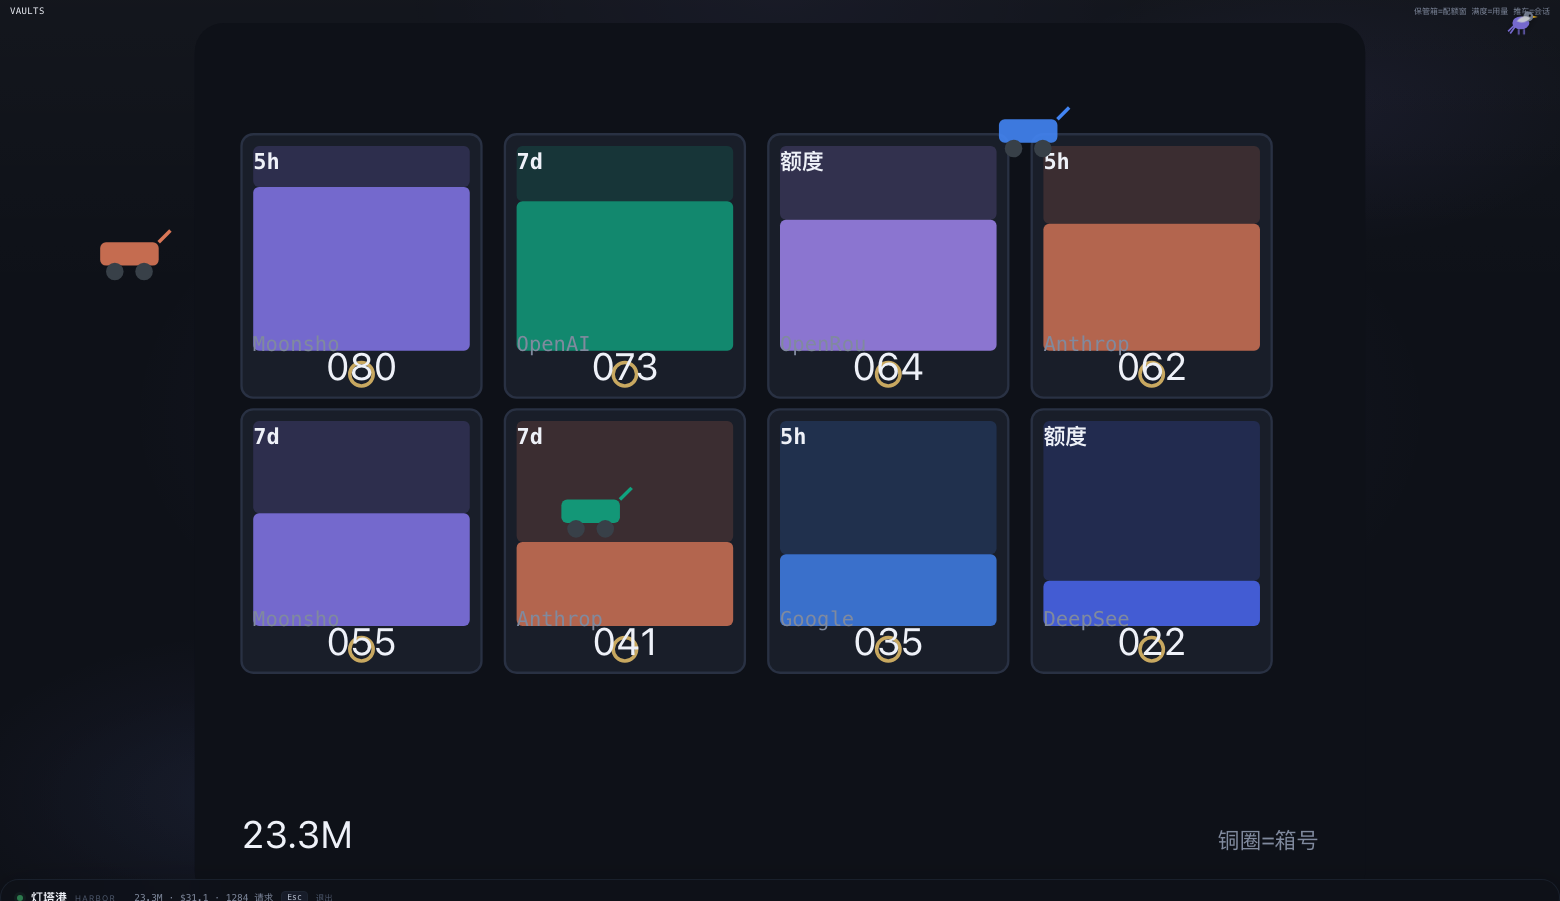 VAULTS
保管箱=配额窗 满度=用量 推车=会话
5h
Moonsho
080
7d
OpenAI
073
额度
OpenRou
064
5h
Anthrop
062
7d
Moonsho
055
7d
Anthrop
041
5h
Google
035
额度
DeepSee
022
23.3M
铜圈=箱号
灯塔港 HARBOR 23.3M · $31.1 · 1284 请求 Esc 退出